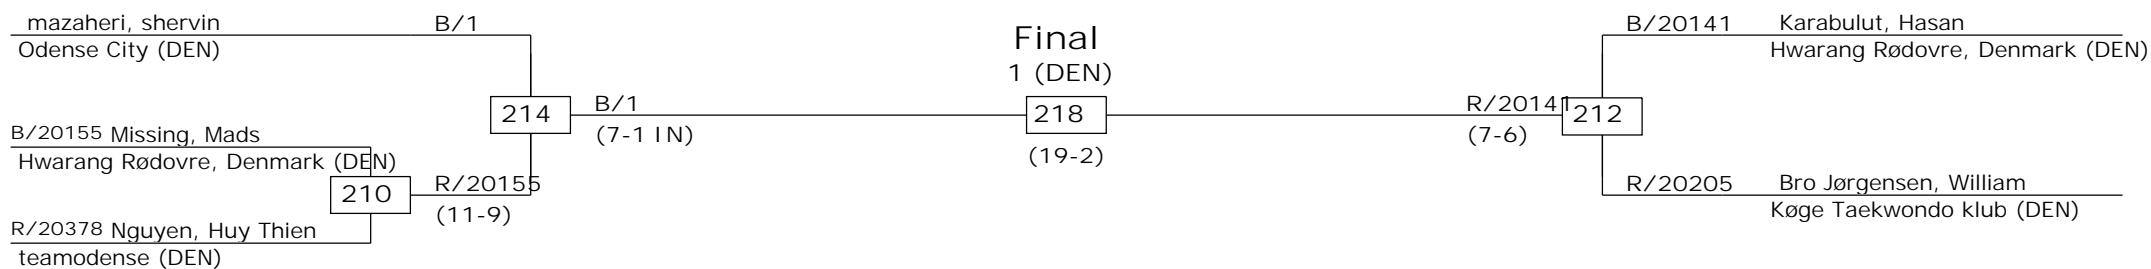 mazaheri, shervin
Odense City (DEN)
B/1
B/20155 Missing, Mads
Hwarang Rødovre, Denmark (DEN)
210
R/20378 Nguyen, Huy Thien
teamodense (DEN)
R/20155
(11-9)
214
B/1
(7-1 IN)
Final
1 (DEN)
218
(19-2)
R/20141
(7-6)
212
B/20141 Karabulut, Hasan
Hwarang Rødovre, Denmark (DEN)
R/20205 Bro Jørgensen, William
Køge Taekwondo klub (DEN)